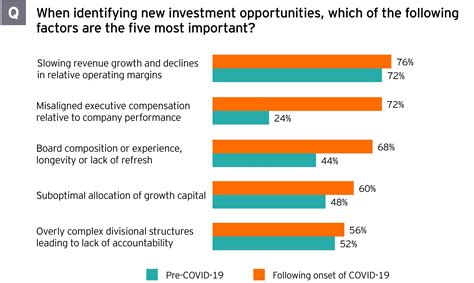 Q
When identifying new investment opportunities, which of the following
factors are the five most important?
Slowing revenue growth and declines
in relative operating margins
76%
72%
Misaligned executive compensation
relative to company performance
72%
24%
Board composition or experience,
longevity or lack of refresh
68%
44%
Suboptimal allocation of growth capital
60%
48%
Overly complex divisional structures
leading to lack of accountability
56%
52%
Pre-COVID-19
Following onset of COVID-19